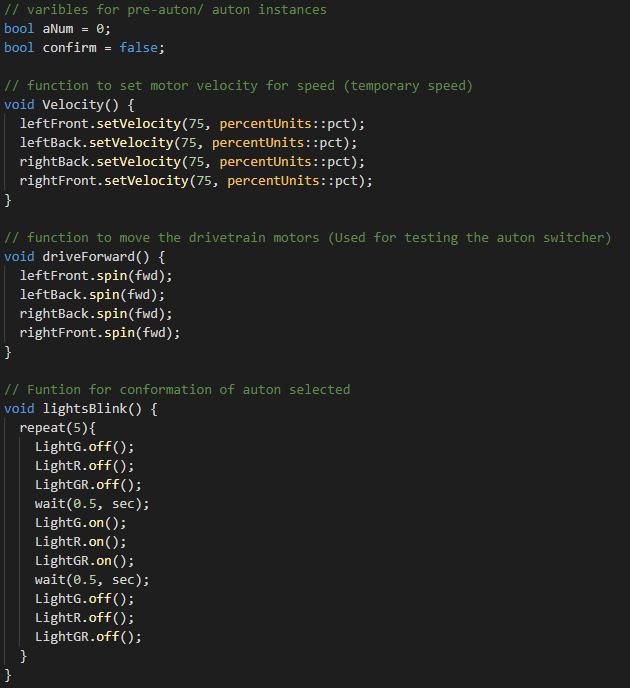 // varibles for pre-auton/ auton instances
bool aNum = 0;
bool confirm = false;

// function to set motor velocity for speed (temporary speed)
void Velocity() {
  leftFront.setVelocity(75, percentUnits::pct);
  leftBack.setVelocity(75, percentUnits::pct);
  rightBack.setVelocity(75, percentUnits::pct);
  rightFront.setVelocity(75, percentUnits::pct);
}

// function to move the drivetrain motors (Used for testing the auton switcher)
void driveForward() {
  leftFront.spin(fwd);
  leftBack.spin(fwd);
  rightBack.spin(fwd);
  rightFront.spin(fwd);
}

// Funtion for conformation of auton selected
void lightsBlink() {
  repeat(5){
    LightG.off();
    LightR.off();
    LightGR.off();
    wait(0.5, sec);
    LightG.on();
    LightR.on();
    LightGR.on();
    wait(0.5, sec);
    LightG.off();
    LightR.off();
    LightGR.off();
  }
}